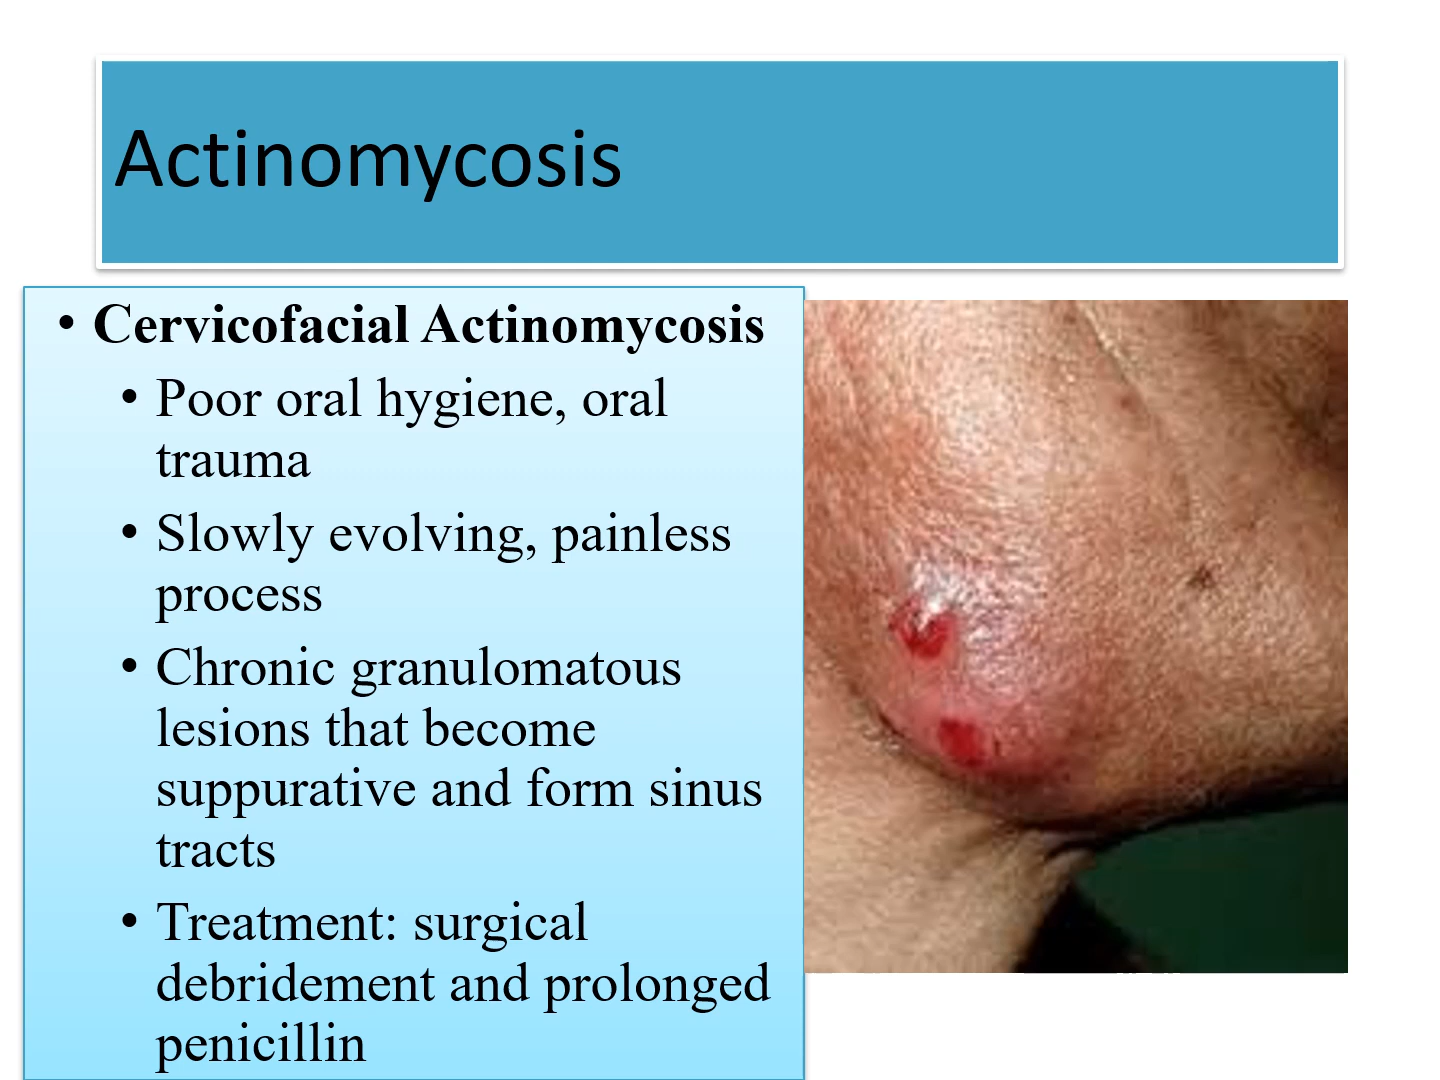 Actinomycosis
• Cervicofacial Actinomycosis
• Poor oral hygiene, oral
trauma
• Slowly evolving, painless
process
• Chronic granulomatous
lesions that become
suppurative and form sinus
tracts
• Treatment: surgical
debridement and prolonged
penicillin